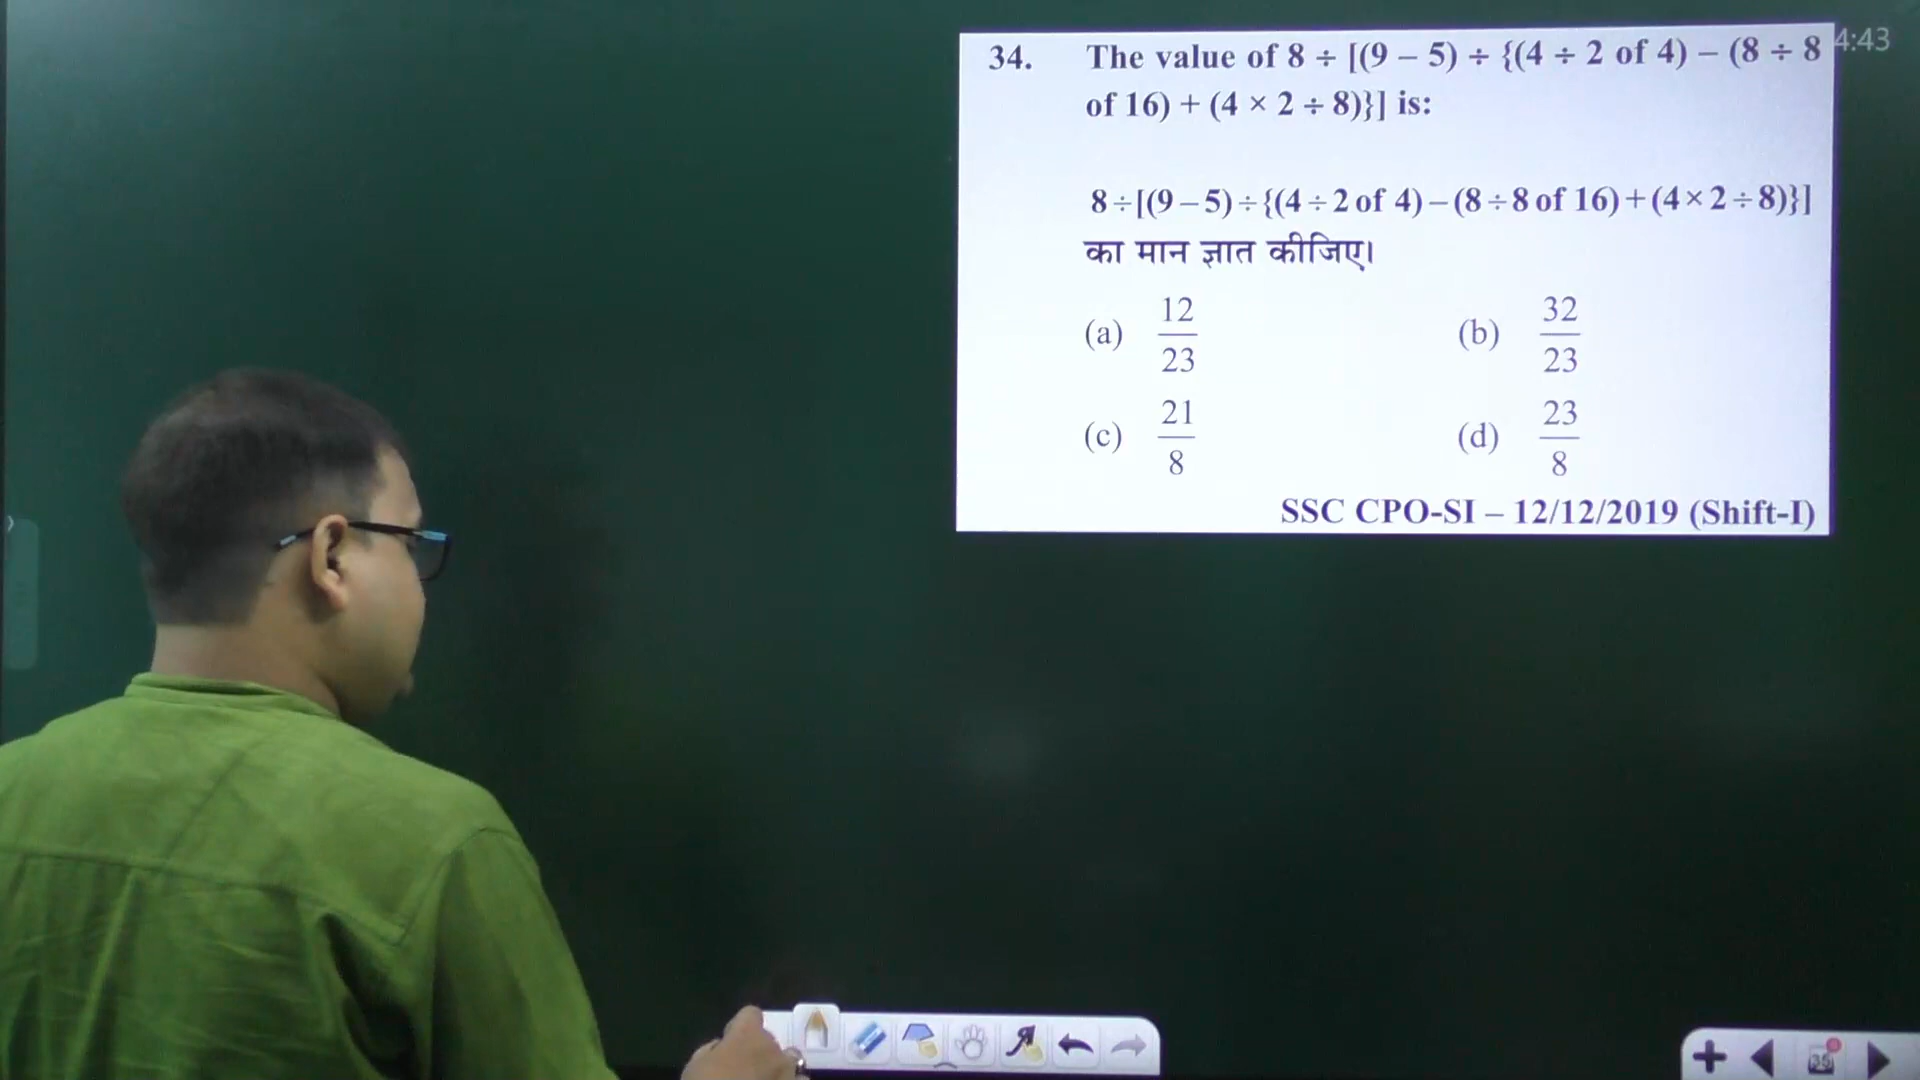 34. The value of 8 ÷ [(9 – 5) ÷ {(4 ÷ 2 of 4) – (8 ÷ 8
of 16) + (4 × 2 ÷ 8)}] is:
8÷[(9–5)÷{(4÷2 of 4)–(8÷8 of 16)+(4×2÷8)}]
का मान ज्ञात कीजिए।
(a) 12/23 (b) 32/23
(c) 21/8 (d) 23/8
SSC CPO-SI – 12/12/2019 (Shift-I)
4:43
35